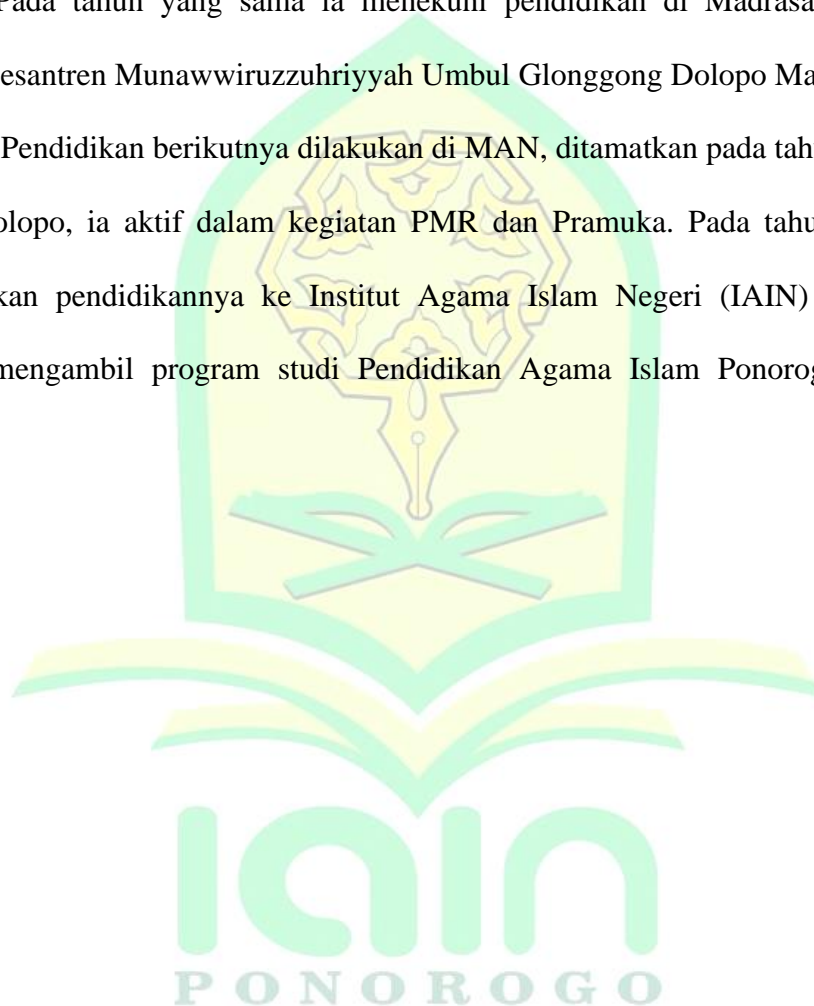 Pada tahun yang sama ia menekuni pendidikan di Madrasa
esantren Munawwiruzzuhriyyah Umbul Glonggong Dolopo Ma
Pendidikan berikutnya dilakukan di MAN, ditamatkan pada tah
olopo, ia aktif dalam kegiatan PMR dan Pramuka. Pada tahu
kan pendidikannya ke Institut Agama Islam Negeri (IAIN)
mengambil program studi Pendidikan Agama Islam Ponorog
iain
PONOROGO